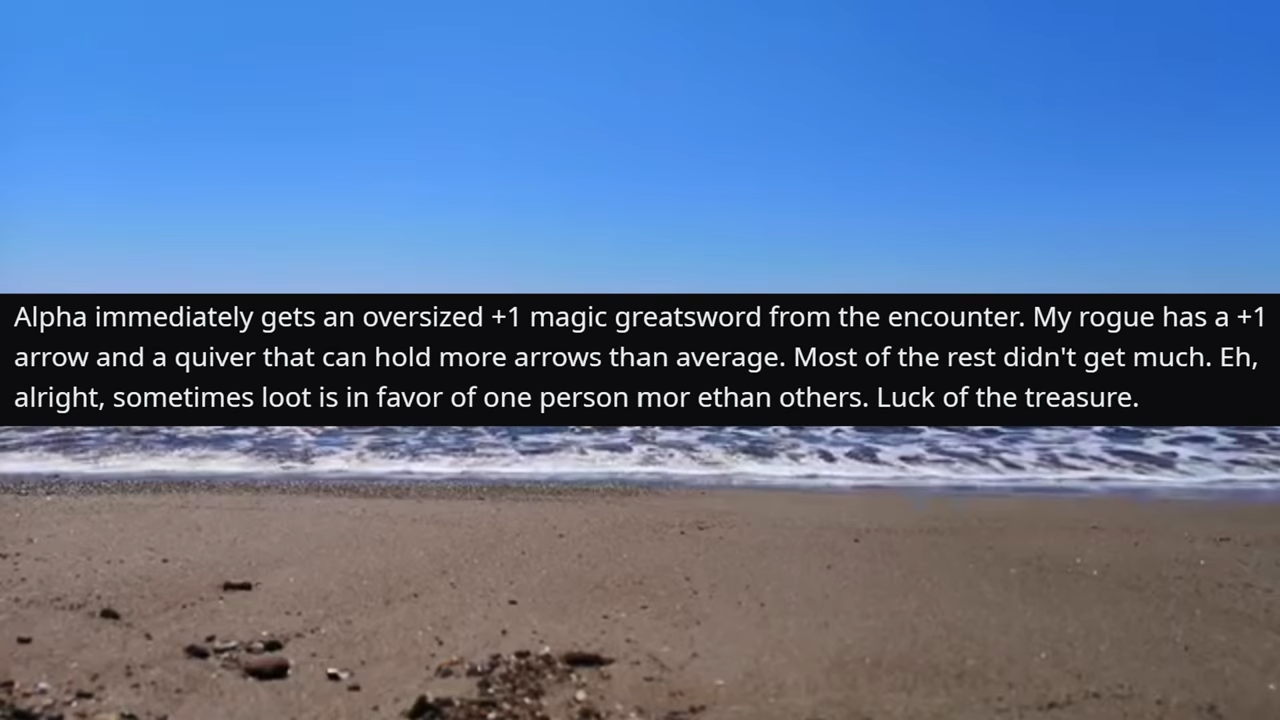 Alpha immediately gets an oversized +1 magic greatsword from the encounter. My rogue has a +1
arrow and a quiver that can hold more arrows than average. Most of the rest didn't get much. Eh,
alright, sometimes loot is in favor of one person mor ethan others. Luck of the treasure.